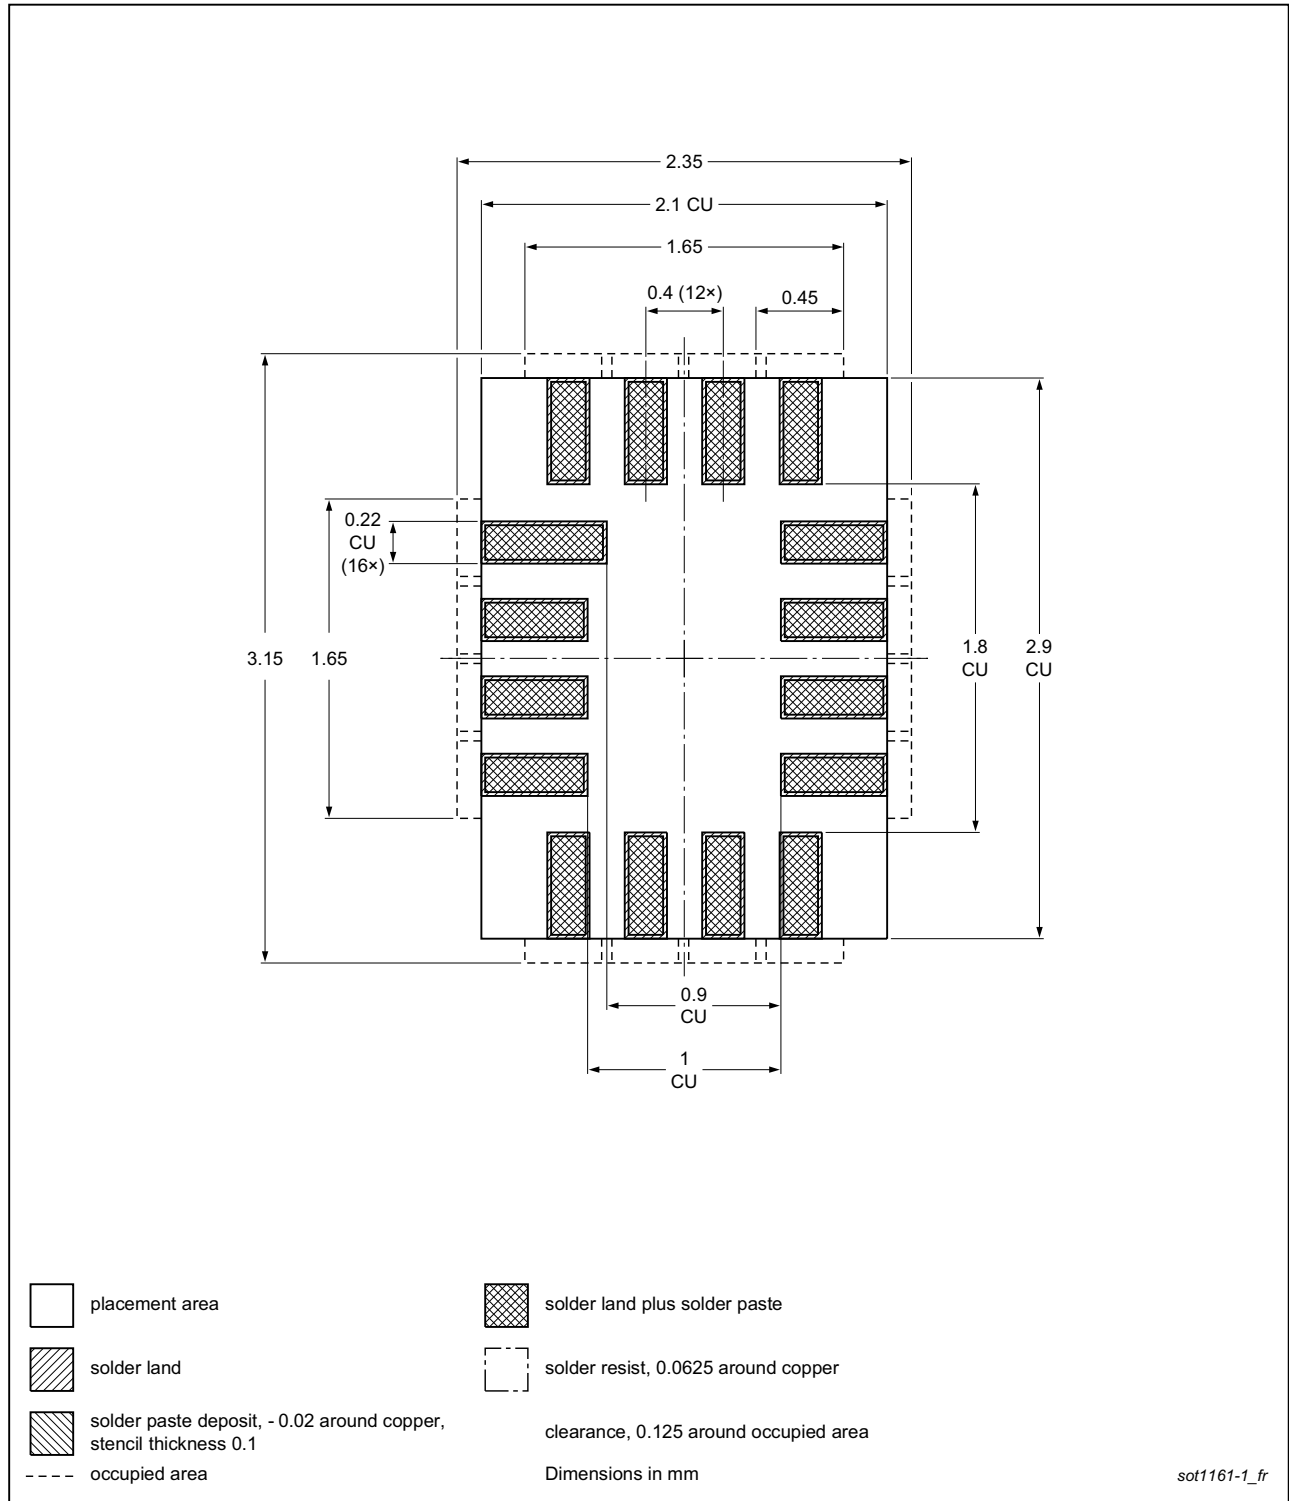 2.35
2.1 CU
1.65
0.4 (12×)
0.45
0.22
CU
(16×)
3.15
1.65
1.8
CU
2.9
CU
0.9
CU
1
CU
placement area
solder land plus solder paste
solder land
solder resist, 0.0625 around copper
solder paste deposit, - 0.02 around copper,
stencil thickness 0.1
clearance, 0.125 around occupied area
occupied area
Dimensions in mm
sot1161-1_fr